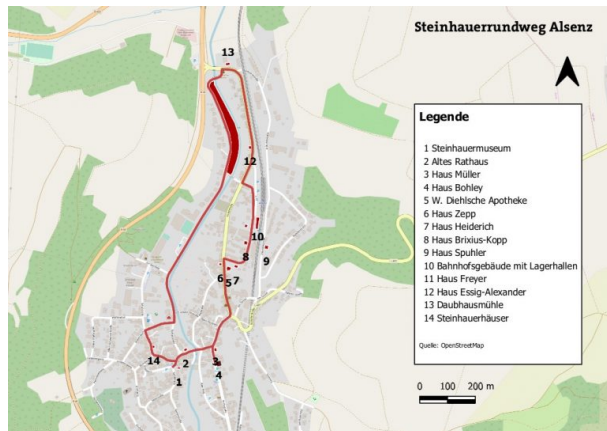 Steinhauerrundweg Alsenz
13
Legende
1 Steinhauermuseum
2 Altes Rathaus
3 Haus Müller
4 Haus Bohley
5 W. Diehlsche Apotheke
6 Haus Zepp
7 Haus Heiderich
8 Haus Brixius-Kopp
9 Haus Spuhler
10 Bahnhofsgebäude mit Lagerhallen
11 Haus Freyer
12 Haus Essig-Alexander
13 Daubhausmühle
14 Steinhauerhäuser
Quelle: OpenStreetMap
12
10
8
9
6
5
7
14
2
3
1
4
0 100 200 m